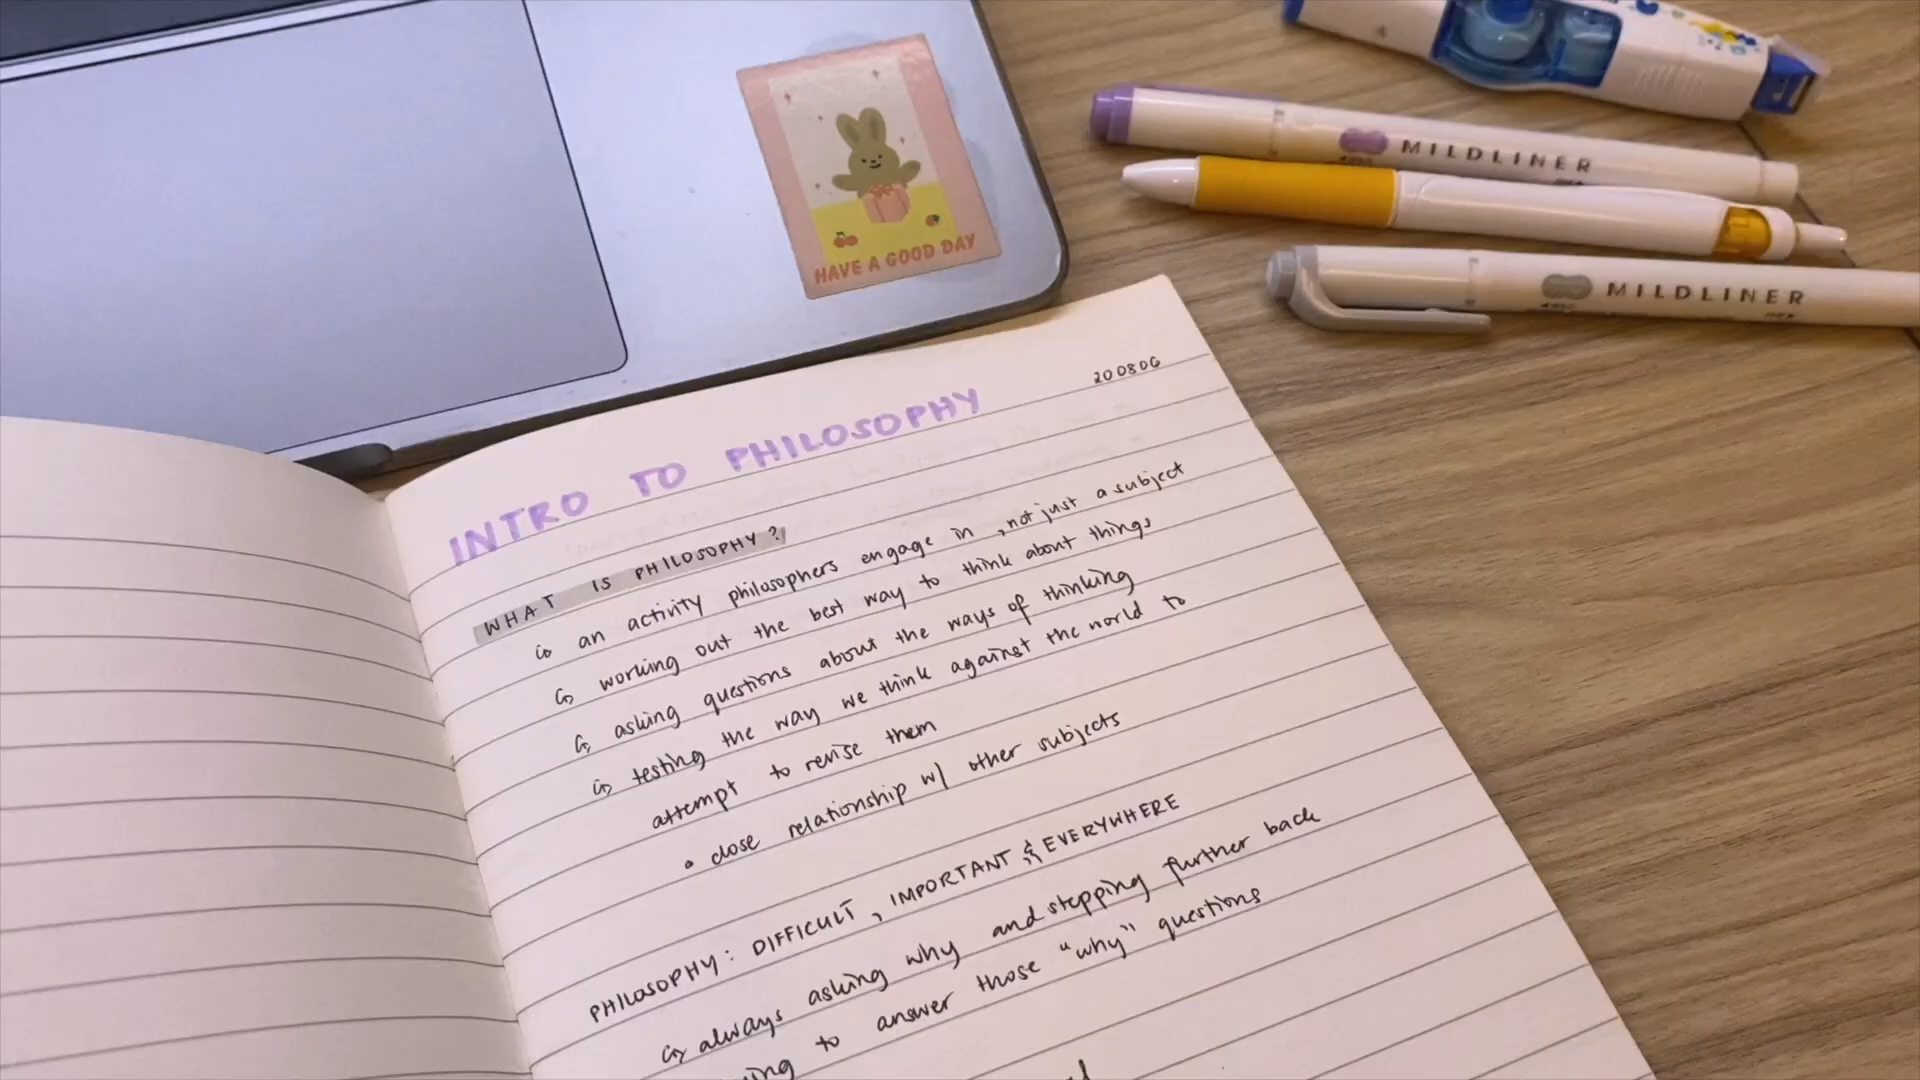 HAVE A GOOD DAY
MILDLINER
MILDLINER
200806
INTRO TO PHILOSOPHY
WHAT IS PHILOSOPHY?
↳ an activity philosophers engage in, not just a subject
↳ working out the best way to think about things
↳ asking questions about the ways of thinking
↳ testing the way we think against the world to
attempt to revise them
• close relationship w/ other subjects
PHILOSOPHY: DIFFICULT, IMPORTANT & EVERYWHERE
↳ always asking why and stepping further back
to answer those "why" questions